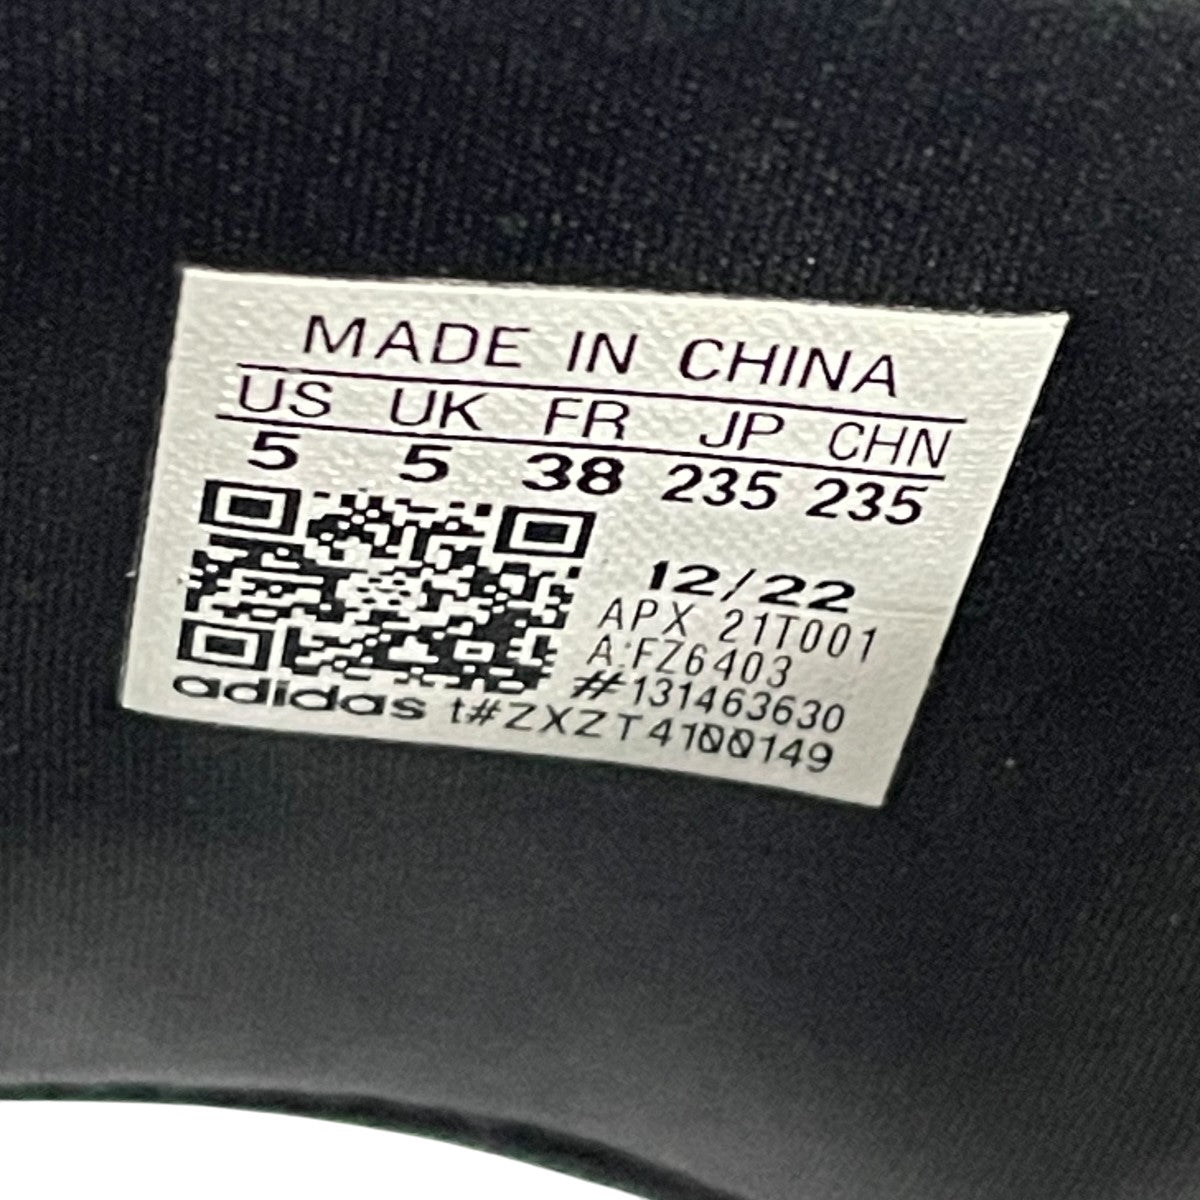 MADE IN CHINA
US UK FR JP CHN
5 5 38 235 235
12/22
APX 21T001
A:FZ6403
#131463630
adidas t#ZXZT4100149